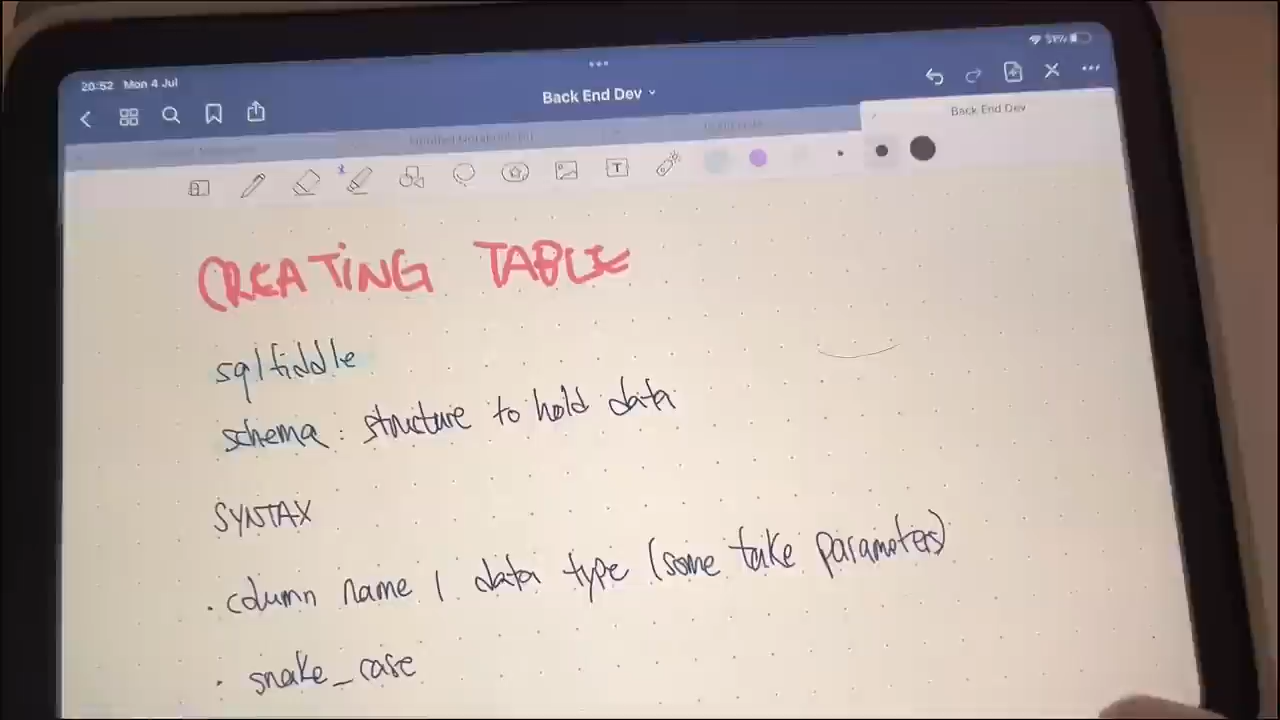 20:52 Mon 4 Jul
51%
Back End Dev
Back End Dev
CREATING TABLE
sqlfiddle
schema : structure to hold data
SYNTAX
· column name | data type (some take parameters)
· snake_case